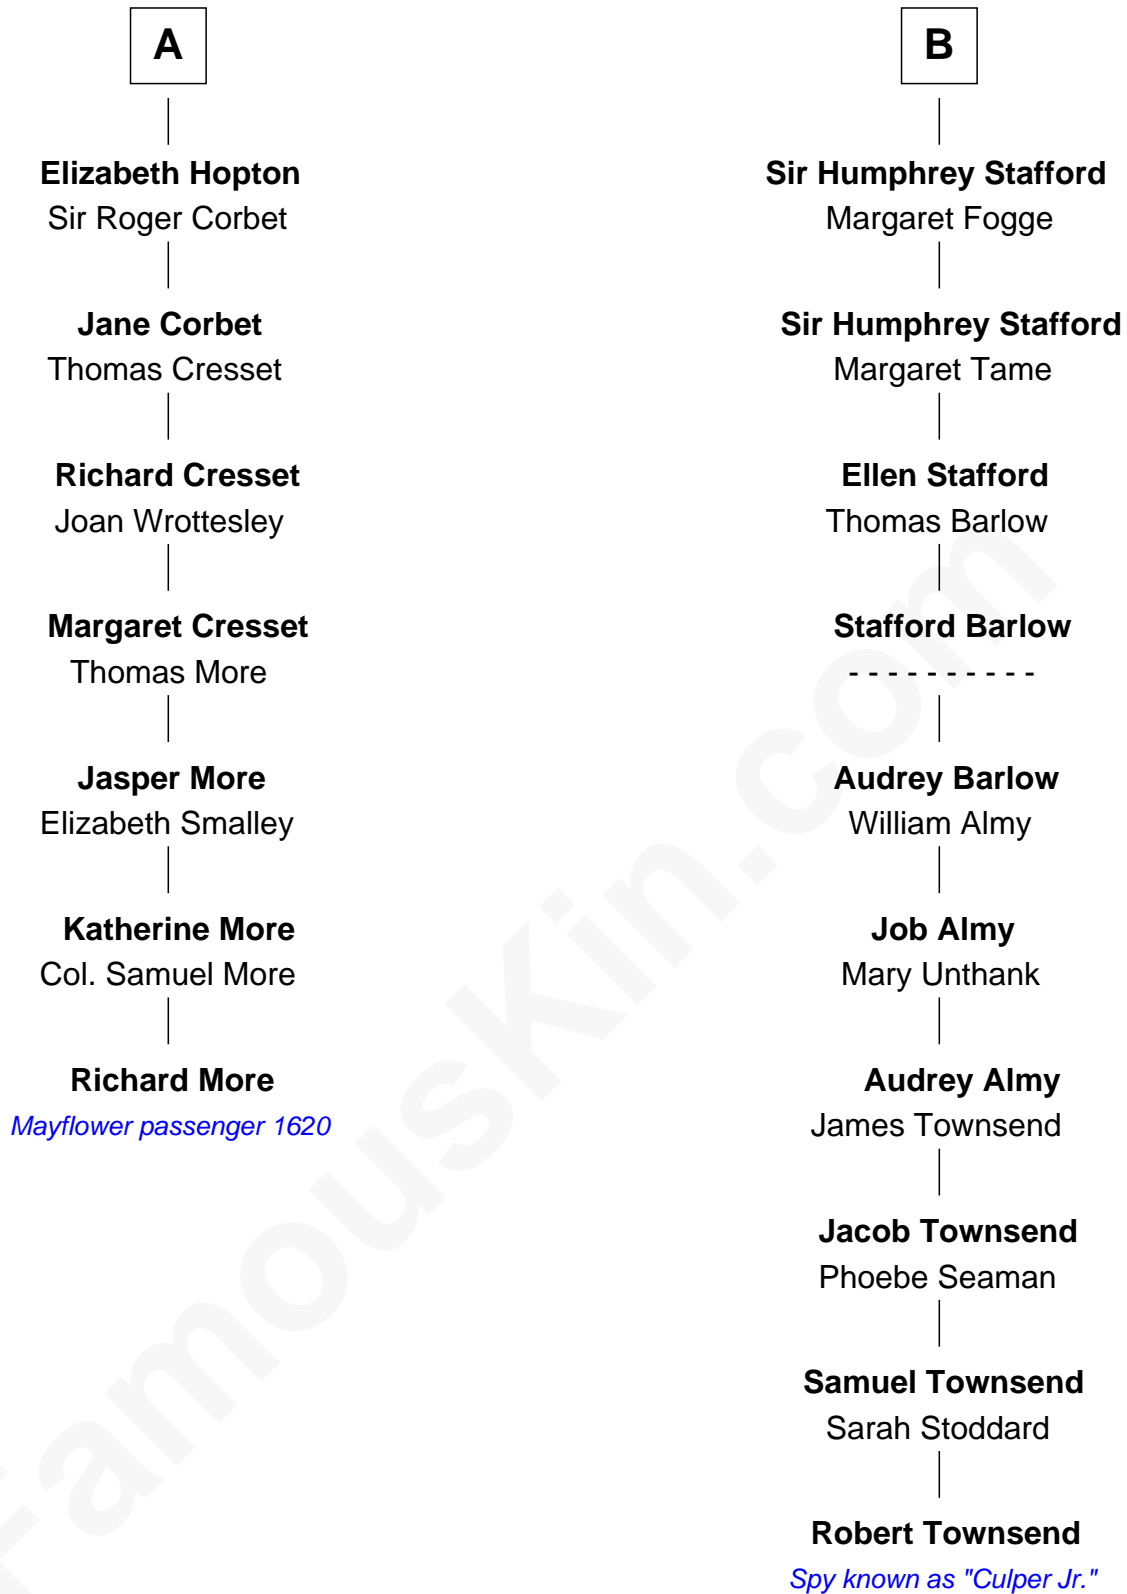 A
Elizabeth Hopton
Sir Roger Corbet
Jane Corbet
Thomas Cresset
Richard Cresset
Joan Wrottesley
Margaret Cresset
Thomas More
Jasper More
Elizabeth Smalley
Katherine More
Col. Samuel More
Richard More
Mayflower passenger 1620
B
Sir Humphrey Stafford
Margaret Fogge
Sir Humphrey Stafford
Margaret Tame
Ellen Stafford
Thomas Barlow
Stafford Barlow
- - - - - - - - - -
Audrey Barlow
William Almy
Job Almy
Mary Unthank
Audrey Almy
James Townsend
Jacob Townsend
Phoebe Seaman
Samuel Townsend
Sarah Stoddard
Robert Townsend
Spy known as "Culper Jr."
FamousKin.com